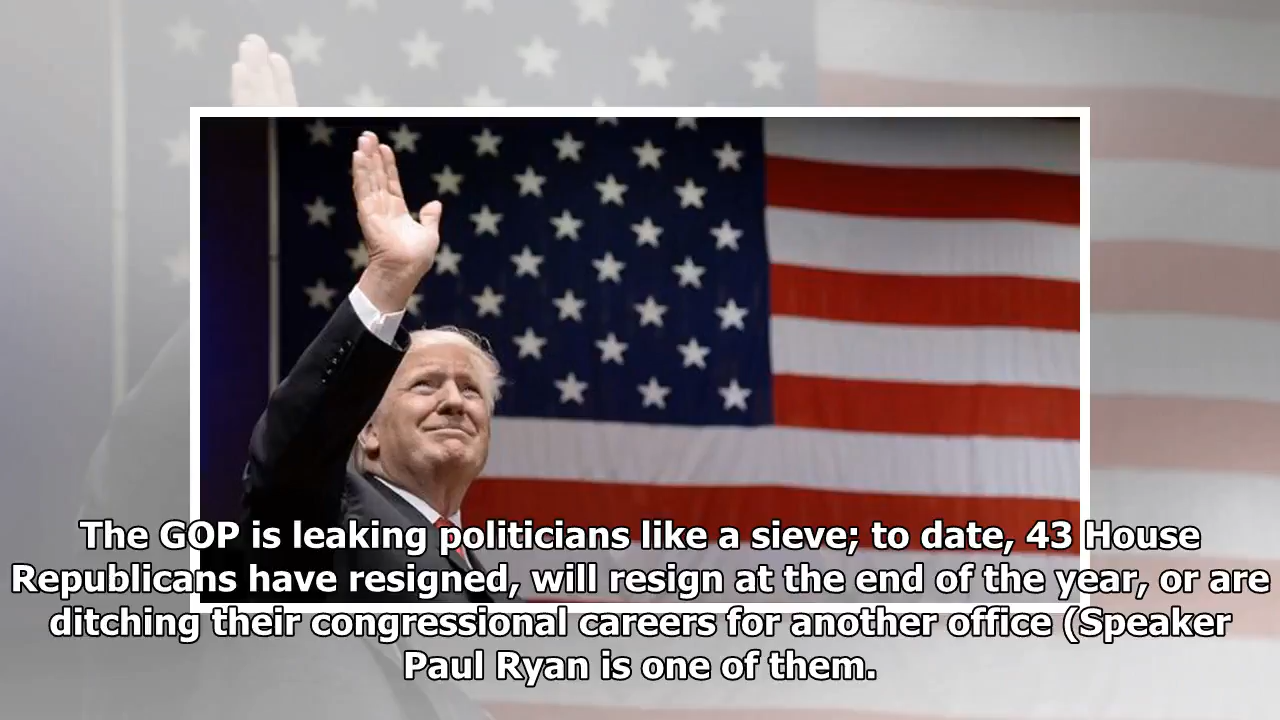 The GOP is leaking politicians like a sieve; to date, 43 House
Republicans have resigned, will resign at the end of the year, or are
ditching their congressional careers for another office (Speaker
Paul Ryan is one of them.